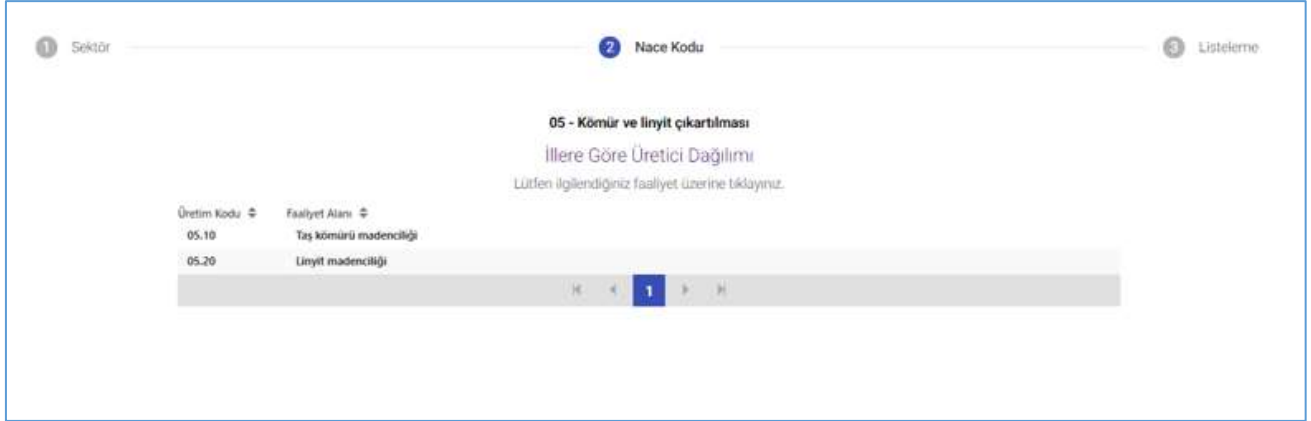 1 Sektör 2 Nace Kodu 3 Listeleme
05 - Kömür ve linyit çıkartılması
İllere Göre Üretici Dağılımı
Lütfen ilgilendiğiniz faaliyet üzerine tıklayınız.
Üretim Kodu Faaliyet Alanı
05.10 Taş kömürü madenciliği
05.20 Linyit madenciliği
1